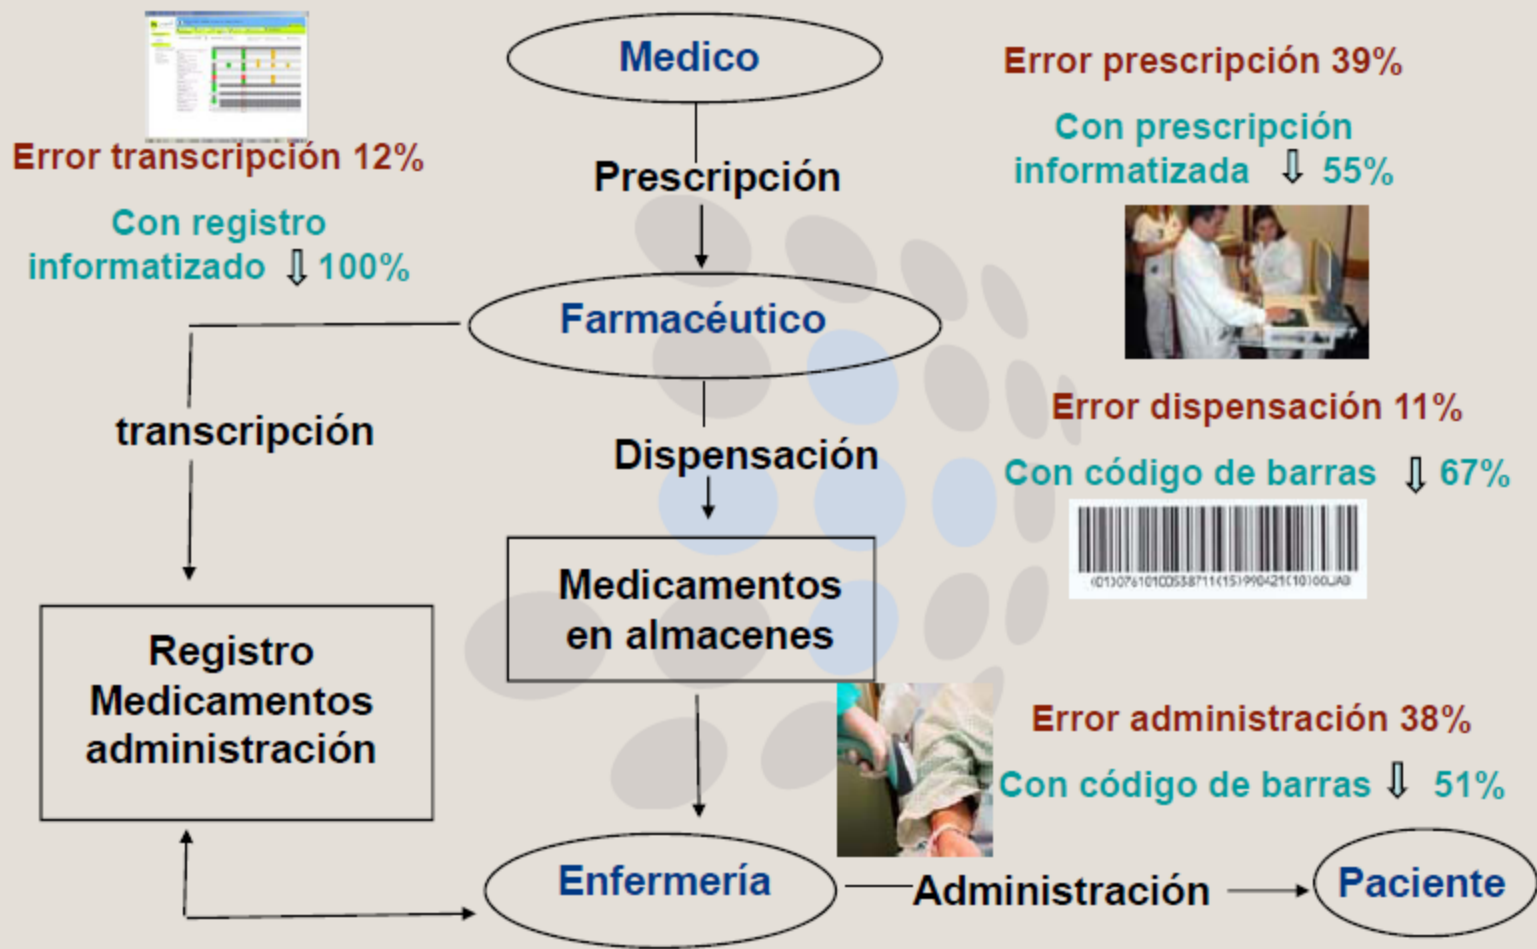 Medico
Error prescripción 39%
Con prescripción
informatizada ⇩ 55%
Error transcripción 12%
Con registro
informatizado ⇩ 100%
Prescripción
Farmacéutico
transcripción
Dispensación
Error dispensación 11%
Con código de barras ⇩ 67%
Medicamentos
en almacenes
Registro
Medicamentos
administración
Error administración 38%
Con código de barras ⇩ 51%
Enfermería
Administración
Paciente